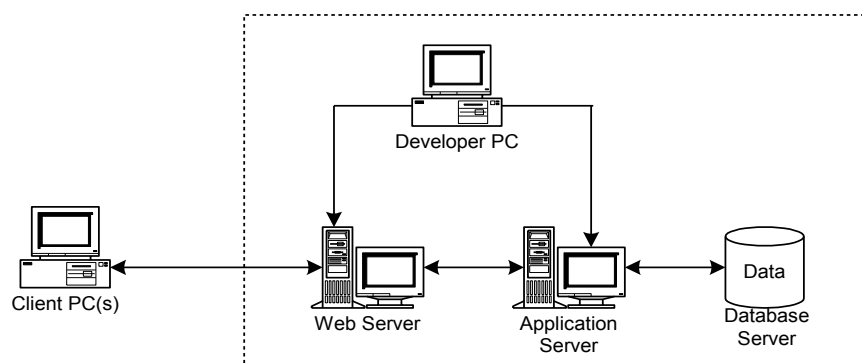 Developer PC
Client PC(s)
Web Server
Application
Server
Data
Database
Server